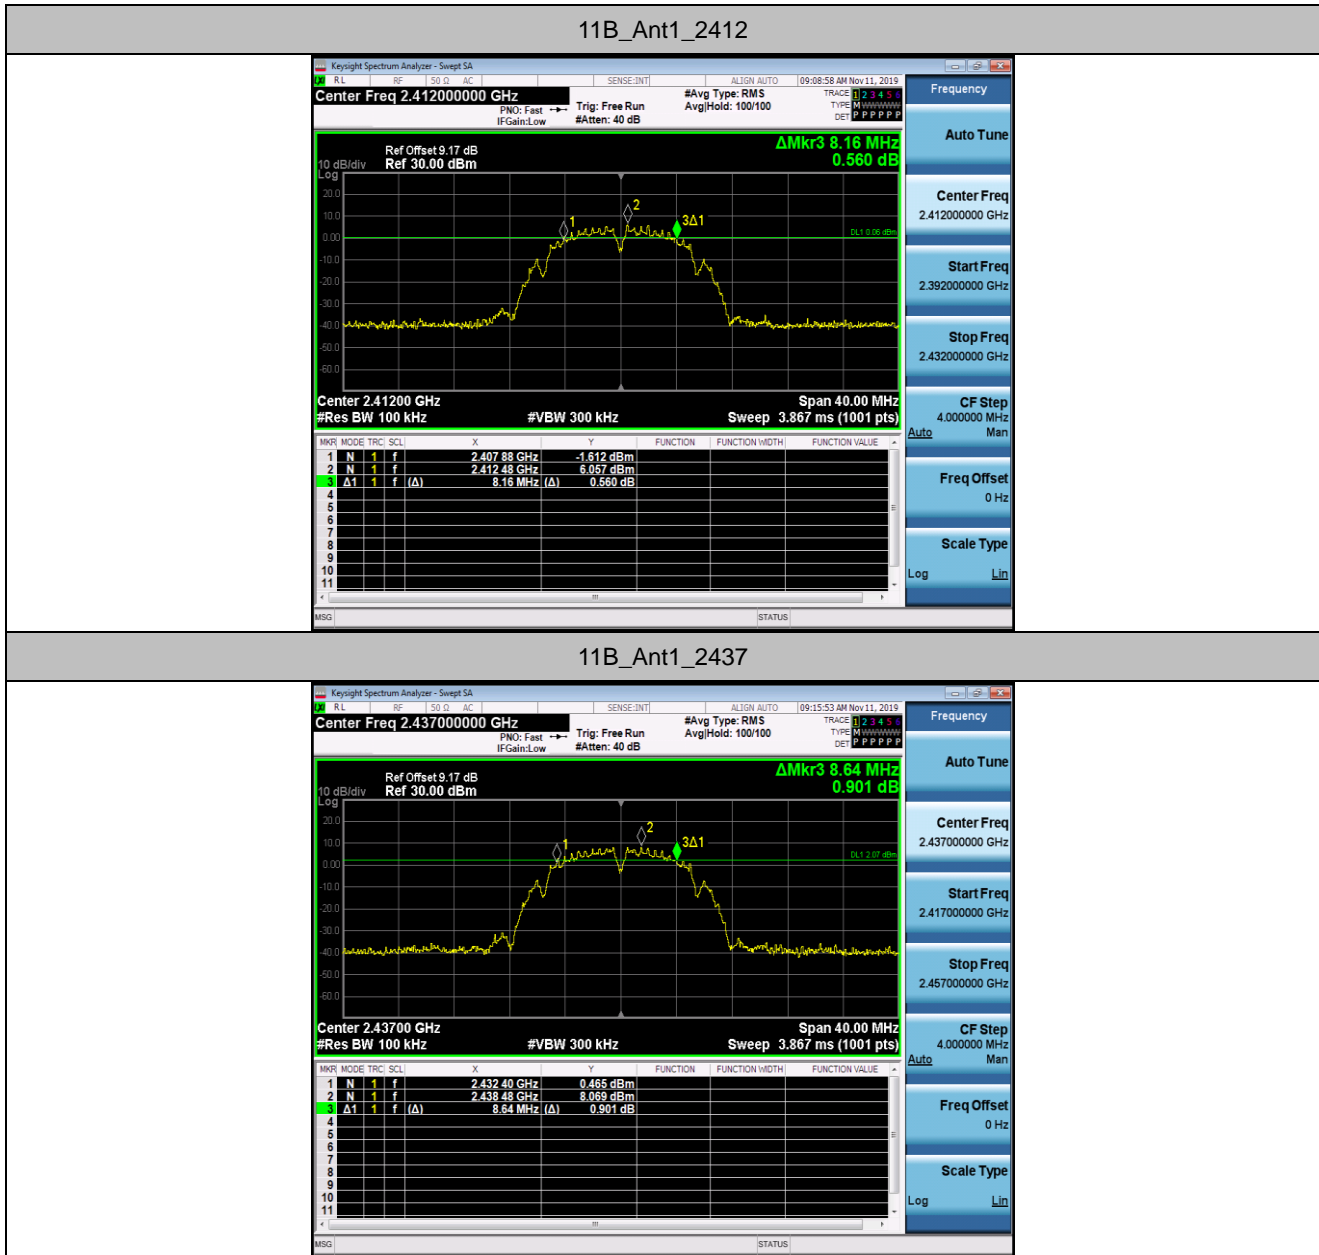 11B_Ant1_2412
Keysight Spectrum Analyzer - Swept SA
RL RF 50 Ω AC SENSE:INT ALIGN AUTO 09:08:58 AM Nov 11, 2019
Center Freq 2.412000000 GHz
PNO: Fast
IFGain:Low
Trig: Free Run
#Atten: 40 dB
#Avg Type: RMS
Avg|Hold: 100/100
TRACE 1 2 3 4 5 6
TYPE M WWWWW
DET P P P P P P
Frequency
Auto Tune
Center Freq
2.412000000 GHz
Start Freq
2.392000000 GHz
Stop Freq
2.432000000 GHz
CF Step
4.000000 MHz
Auto Man
Freq Offset
0 Hz
Scale Type
Log Lin
ΔMkr3 8.16 MHz
0.560 dB
Ref Offset 9.17 dB
10 dB/div Ref 30.00 dBm
Log
20.0
10.0
0.00
-10.0
-20.0
-30.0
-40.0
-50.0
-60.0
1
2
3Δ1
DL1 0.06 dBm
Center 2.41200 GHz Span 40.00 MHz
#Res BW 100 kHz #VBW 300 kHz Sweep 3.867 ms (1001 pts)
MKR MODE TRC SCL X Y FUNCTION FUNCTION WIDTH FUNCTION VALUE
1 N 1 f 2.407 88 GHz -1.612 dBm
2 N 1 f 2.412 48 GHz 6.057 dBm
3 Δ1 1 f (Δ) 8.16 MHz (Δ) 0.560 dB
4
5
6
7
8
9
10
11
MSG STATUS
11B_Ant1_2437
Keysight Spectrum Analyzer - Swept SA
RL RF 50 Ω AC SENSE:INT ALIGN AUTO 09:15:53 AM Nov 11, 2019
Center Freq 2.437000000 GHz
PNO: Fast
IFGain:Low
Trig: Free Run
#Atten: 40 dB
#Avg Type: RMS
Avg|Hold: 100/100
TRACE 1 2 3 4 5 6
TYPE M WWWWW
DET P P P P P P
Frequency
Auto Tune
Center Freq
2.437000000 GHz
Start Freq
2.417000000 GHz
Stop Freq
2.457000000 GHz
CF Step
4.000000 MHz
Auto Man
Freq Offset
0 Hz
Scale Type
Log Lin
ΔMkr3 8.64 MHz
0.901 dB
Ref Offset 9.17 dB
10 dB/div Ref 30.00 dBm
Log
20.0
10.0
0.00
-10.0
-20.0
-30.0
-40.0
-50.0
-60.0
1
2
3Δ1
DL1 2.07 dBm
Center 2.43700 GHz Span 40.00 MHz
#Res BW 100 kHz #VBW 300 kHz Sweep 3.867 ms (1001 pts)
MKR MODE TRC SCL X Y FUNCTION FUNCTION WIDTH FUNCTION VALUE
1 N 1 f 2.432 40 GHz 0.465 dBm
2 N 1 f 2.438 48 GHz 8.069 dBm
3 Δ1 1 f (Δ) 8.64 MHz (Δ) 0.901 dB
4
5
6
7
8
9
10
11
MSG STATUS